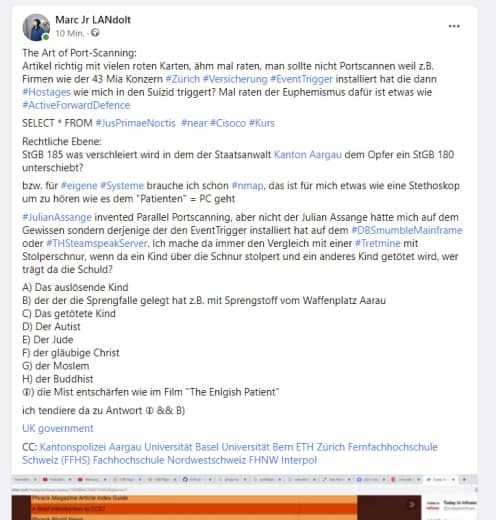 Marc Jr LANdolt
10 Min. ·
The Art of Port-Scanning:
Artikel richtig mit vielen roten Karten, ähm mal raten, man sollte nicht Portscannen weil z.B.
Firmen wie der 43 Mia Konzern #Zürich #Versicherung #EventTrigger installiert hat die dann
#Hostages wie mich in den Suizid triggert? Mal raten der Euphemismus dafür ist etwas wie
#ActiveForwardDefence
SELECT * FROM #JusPrimaeNoctis #near #Cisoco #Kurs
Rechtliche Ebene:
StGB 185 was verschleiert wird in dem der Staatsanwalt Kanton Aargau dem Opfer ein StGB 180
unterschiebt?
bzw. für #eigene #Systeme brauche ich schon #nmap, das ist für mich etwas wie eine Stethoskop
um zu hören wie es dem "Patienten" = PC geht
#JulianAssange invented Parallel Portscanning, aber nicht der Julian Assange hätte mich auf dem
Gewissen sondern derjenige der den EventTrigger installiert hat auf dem #DBSmumbleMainframe
oder #THSteamspeakServer. Ich mache da immer den Vergleich mit einer #Tretmine mit
Stolperschnur, wenn da ein Kind über die Schnur stolpert und ein anderes Kind getötet wird, wer
trägt da die Schuld?
A) Das auslösende Kind
B) der der die Sprengfalle gelegt hat z.B. mit Sprengstoff vom Waffenplatz Aarau
C) Das getötete Kind
D) Der Autist
E) Der Jude
F) der gläubige Christ
G) der Moslem
H) der Buddhist
①) die Mist entschärfen wie im Film "The Enlgish Patient"
ich tendiere da zu Antwort ① && B)
UK government
CC: Kantonspolizei Aargau Universität Basel Universität Bern ETH Zürich Fernfachhochschule
Schweiz (FFHS) Fachhochschule Nordwestschweiz FHNW Interpol
Phrack Magazine Article Index Guide
A Brief introduction to CCS7
Phrack World News